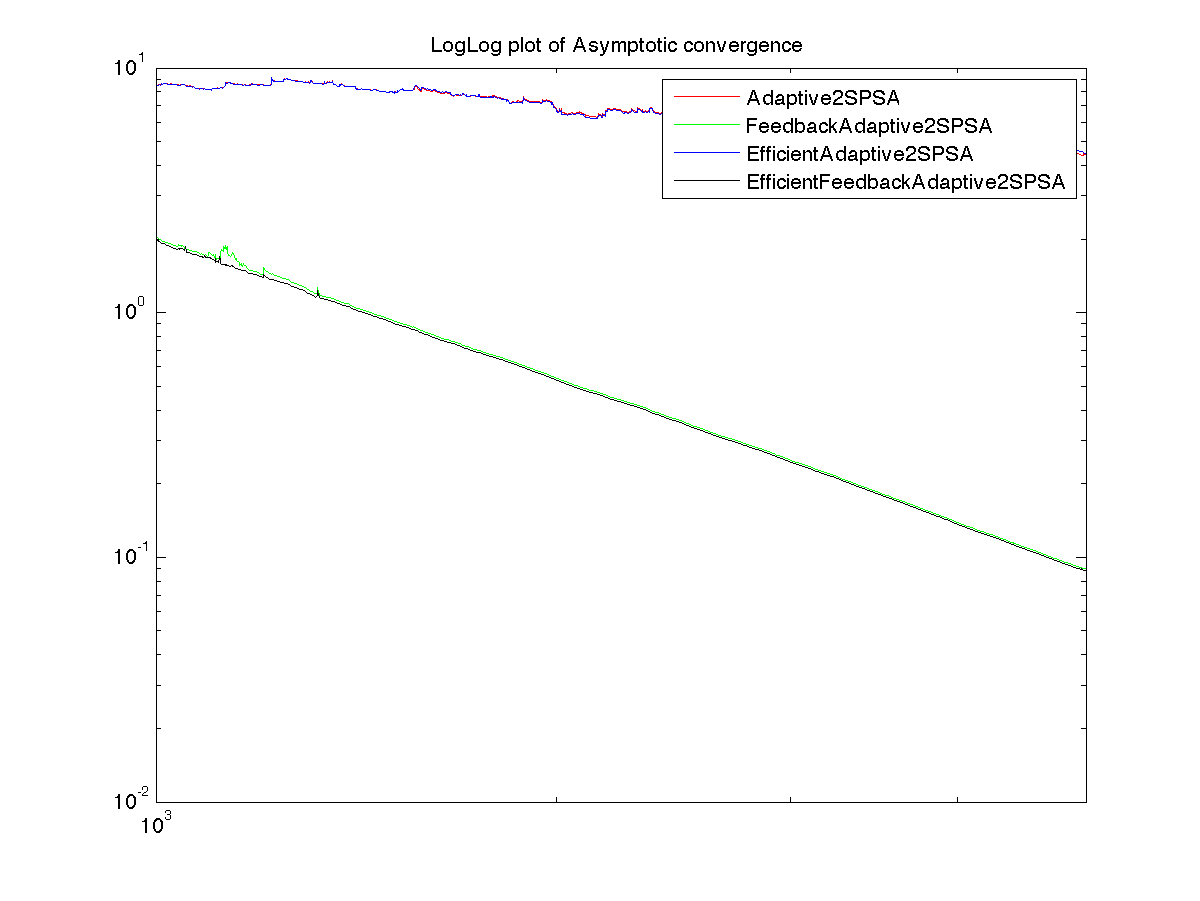 LogLog plot of Asymptotic convergence
10^1
Adaptive2SPSA
FeedbackAdaptive2SPSA
EfficientAdaptive2SPSA
EfficientFeedbackAdaptive2SPSA
10^0
10^-1
10^-2
10^3